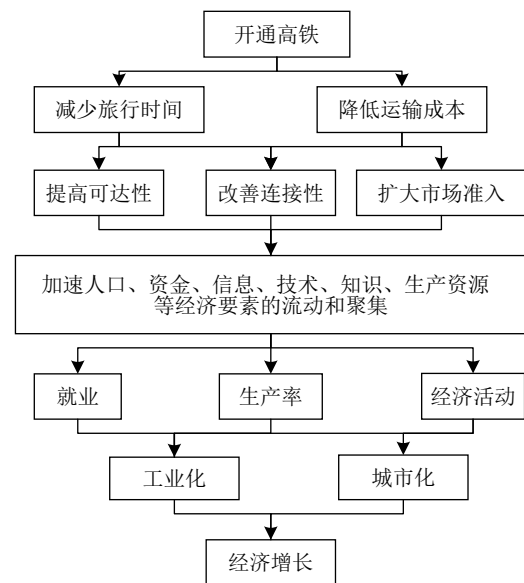 开通高铁
减少旅行时间
降低运输成本
提高可达性
改善连接性
扩大市场准入
加速人口、资金、信息、技术、知识、生产资源
等经济要素的流动和聚集
就业
生产率
经济活动
工业化
城市化
经济增长